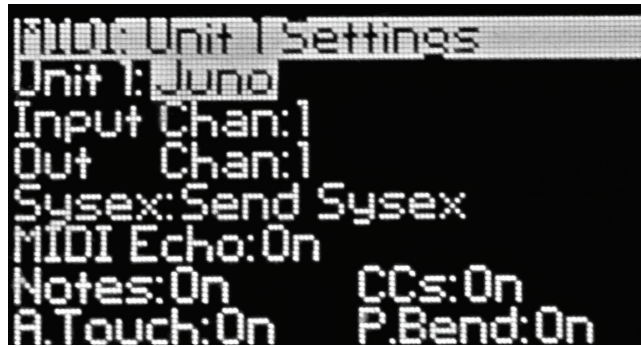 MIDI: Unit 1 Settings
Unit 1: Juno
Input Chan:1
Out Chan:1
Sysex:Send Sysex
MIDI Echo:On
Notes:On CCs:On
A.Touch:On P.Bend:On